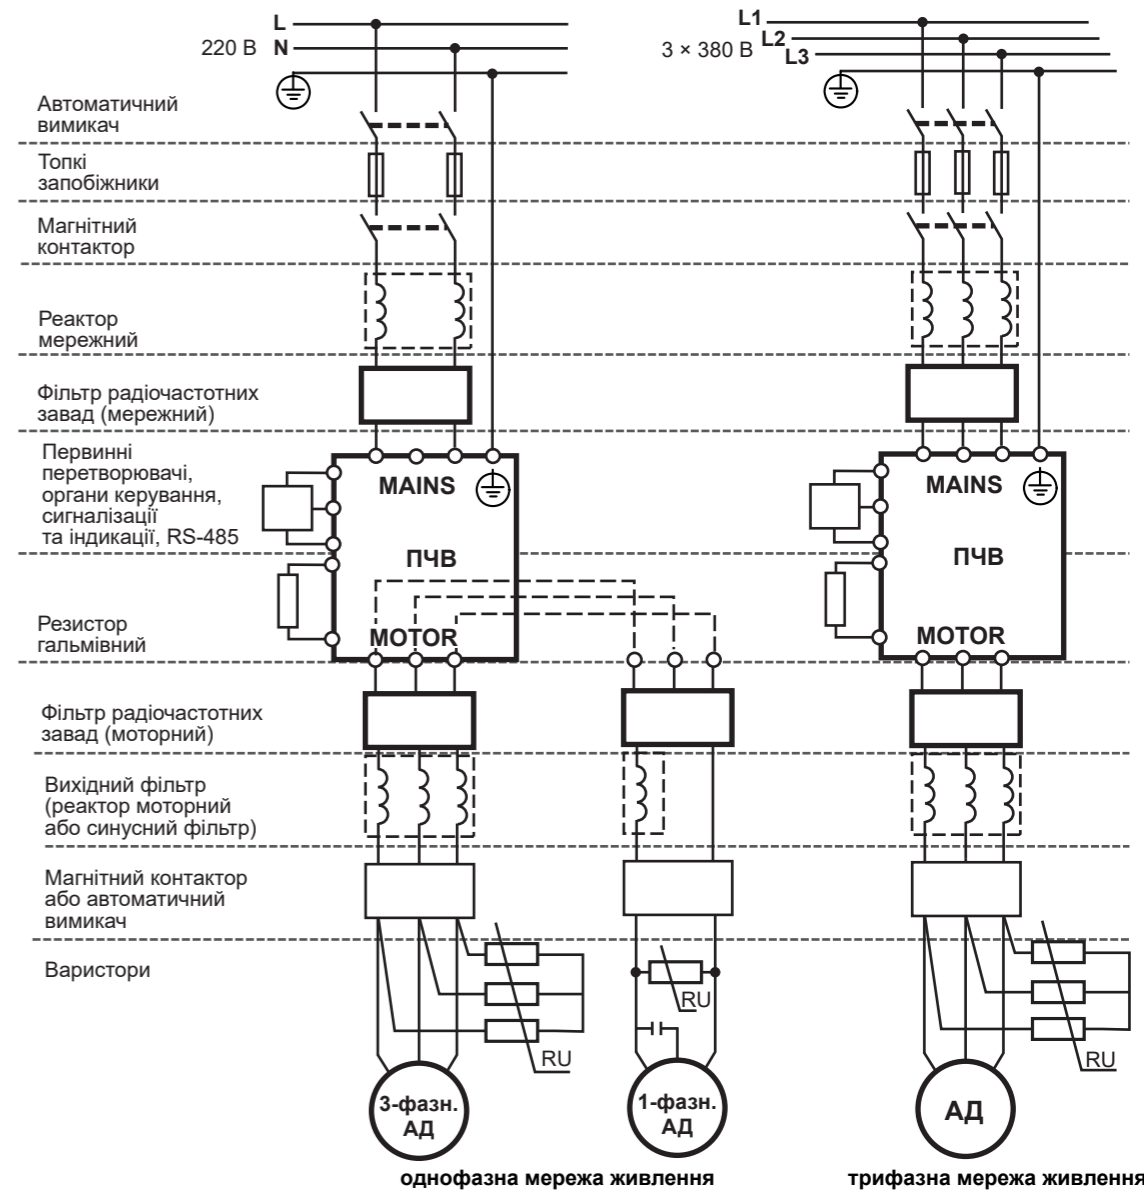 L
220 В N
L1
L2
3 × 380 В L3
Автоматичний
вимикач
Топкі
запобіжники
Магнітний
контактор
Реактор
мережний
Фільтр радіочастотних
завад (мережний)
Первинні
перетворювачі,
органи керування,
сигналізації
та індикації, RS-485
MAINS
ПЧВ
MOTOR
MAINS
ПЧВ
MOTOR
Резистор
гальмівний
Фільтр радіочастотних
завад (моторний)
Вихідний фільтр
(реактор моторний
або синусний фільтр)
Магнітний контактор
або автоматичний
вимикач
Варистори
RU
RU
RU
3-фазн.
АД
1-фазн.
АД
АД
однофазна мережа живлення
трифазна мережа живлення